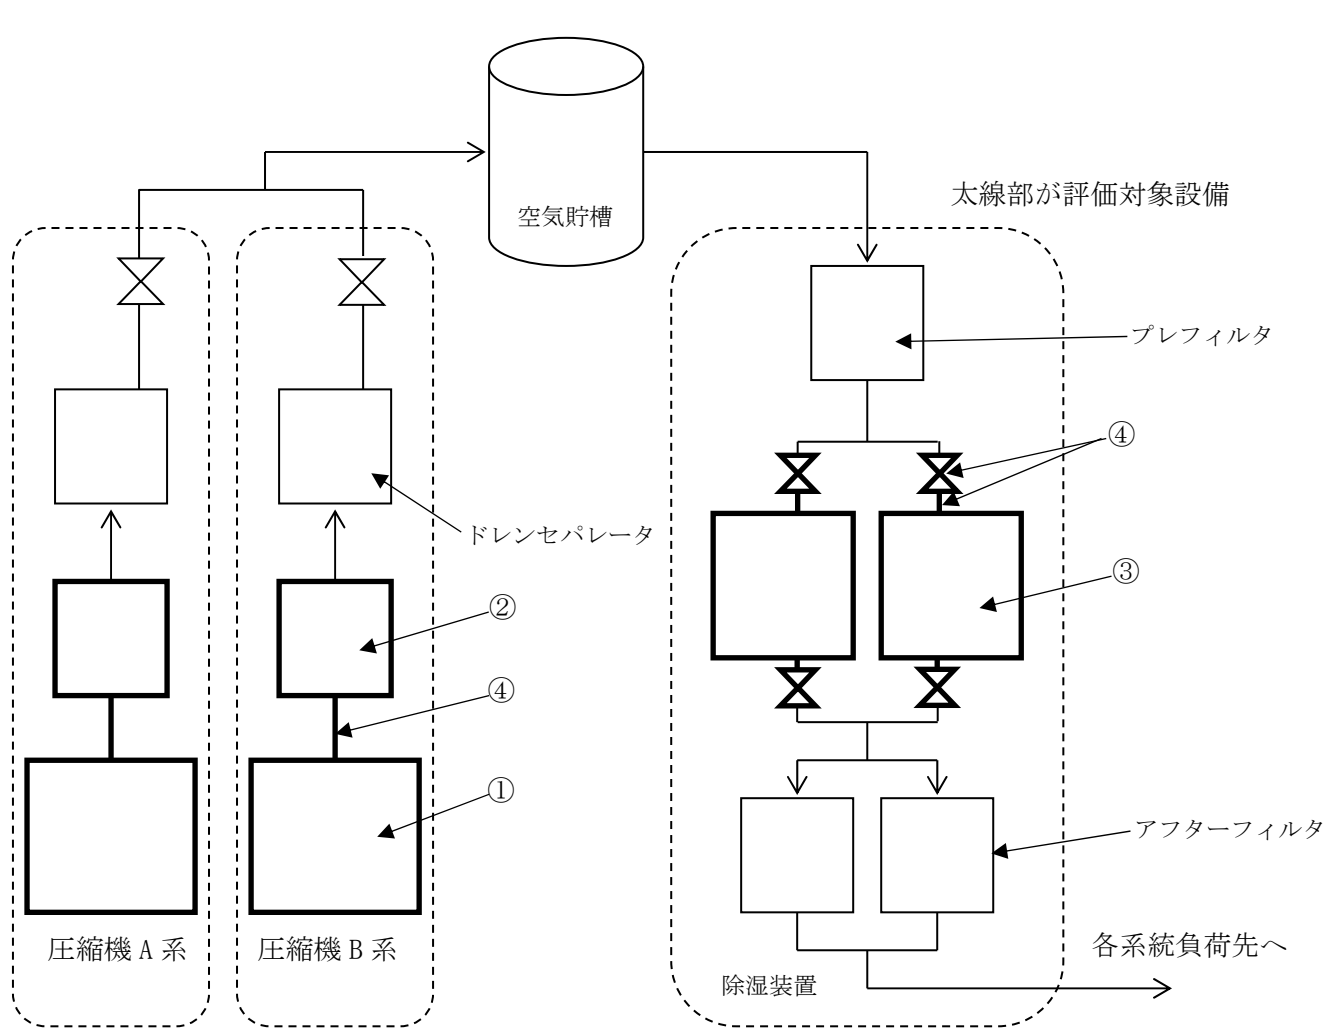 空気貯槽
太線部が評価対象設備
プレフィルタ
④
ドレンセパレータ
③
②
④
①
アフターフィルタ
圧縮機 A 系
圧縮機 B 系
各系統負荷先へ
除湿装置